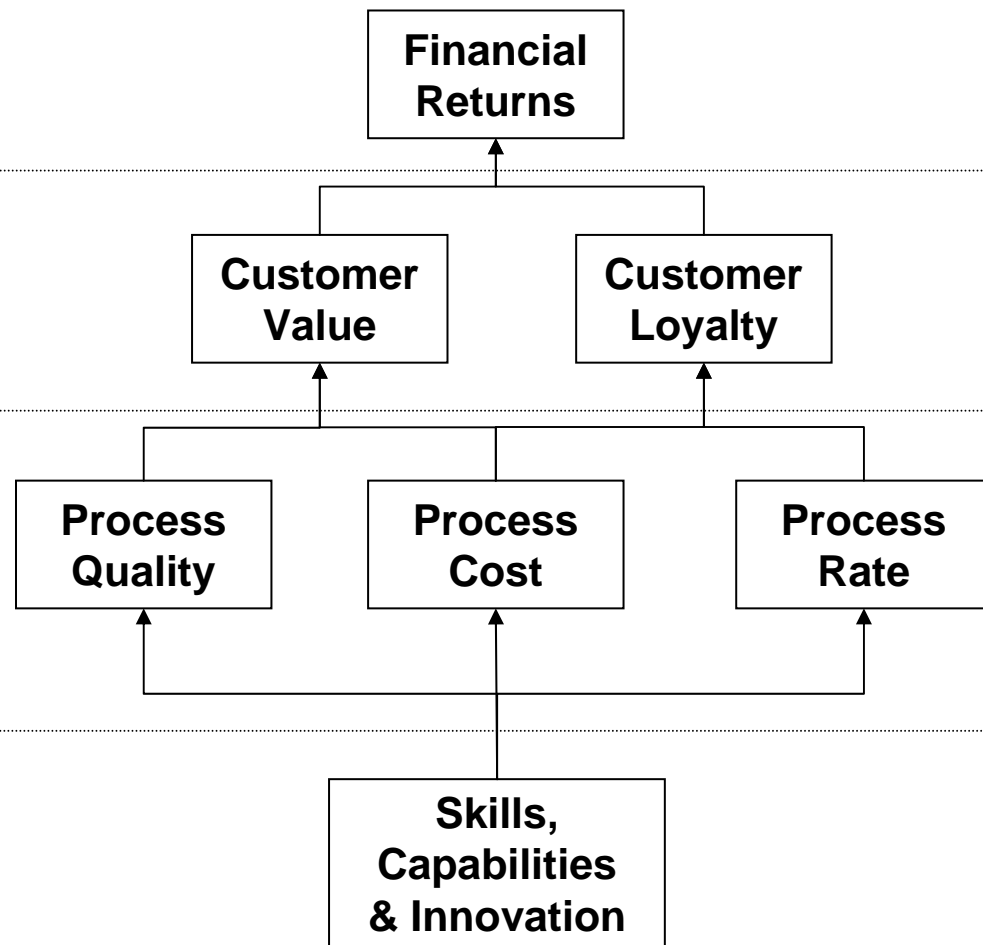 Financial
Returns
Customer
Value
Customer
Loyalty
Process
Quality
Process
Cost
Process
Rate
Skills,
Capabilities
& Innovation